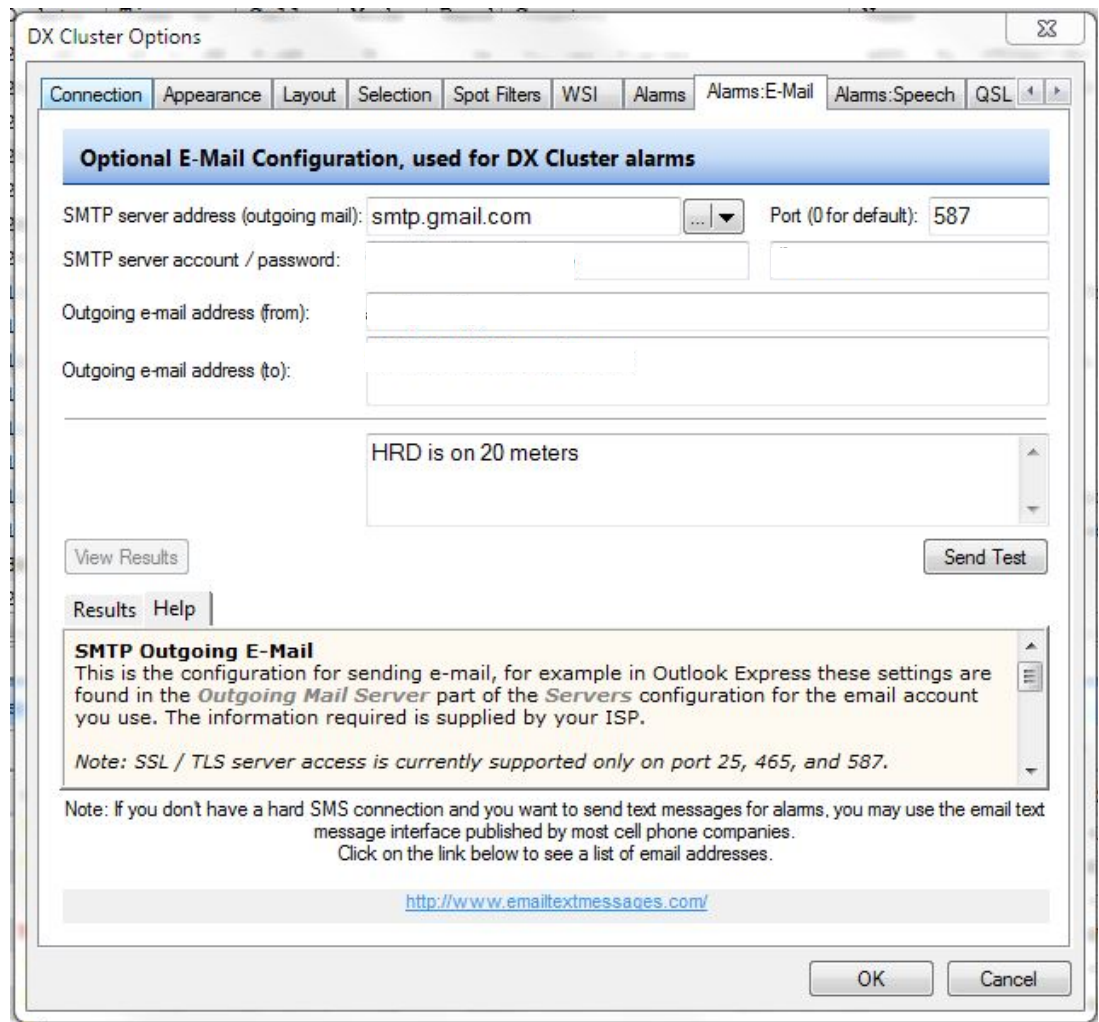 DX Cluster Options
Connection Appearance Layout Selection Spot Filters WSI Alarms Alarms:E-Mail Alarms:Speech QSL
Optional E-Mail Configuration, used for DX Cluster alarms
SMTP server address (outgoing mail): smtp.gmail.com ... Port (0 for default): 587
SMTP server account / password:
Outgoing e-mail address (from):
Outgoing e-mail address (to):
HRD is on 20 meters
View Results Send Test
Results Help
SMTP Outgoing E-Mail
This is the configuration for sending e-mail, for example in Outlook Express these settings are
found in the Outgoing Mail Server part of the Servers configuration for the email account
you use. The information required is supplied by your ISP.
Note: SSL / TLS server access is currently supported only on port 25, 465, and 587.
Note: If you don't have a hard SMS connection and you want to send text messages for alarms, you may use the email text
message interface published by most cell phone companies.
Click on the link below to see a list of email addresses.
http://www.emailtextmessages.com/
OK Cancel